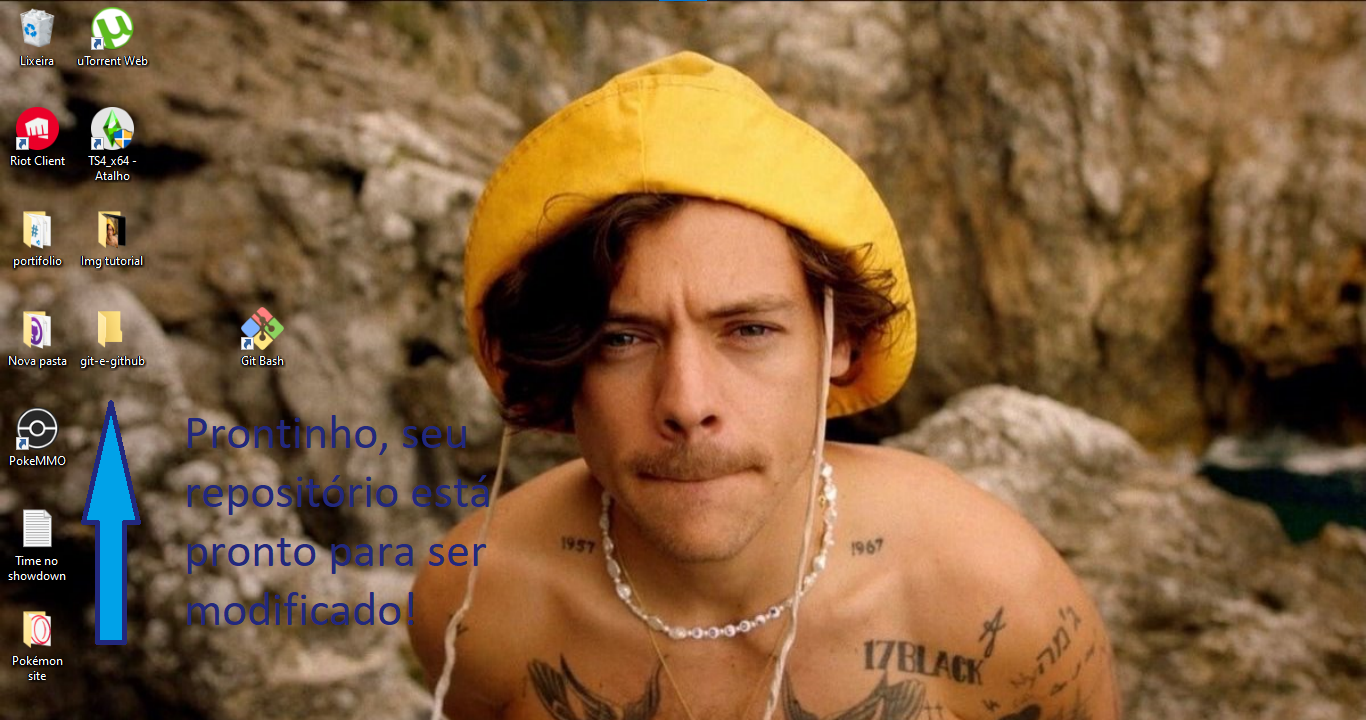 Lixeira
uTorrent Web
Riot Client
TS4_x64 -
Atalho
portifolio
Img tutorial
Nova pasta
git-e-github
Git Bash
PokeMMO
Prontinho, seu
repositório está
pronto para ser
modificado!
Time no
showdown
Pokémon
site
1957
1967
17BLACK